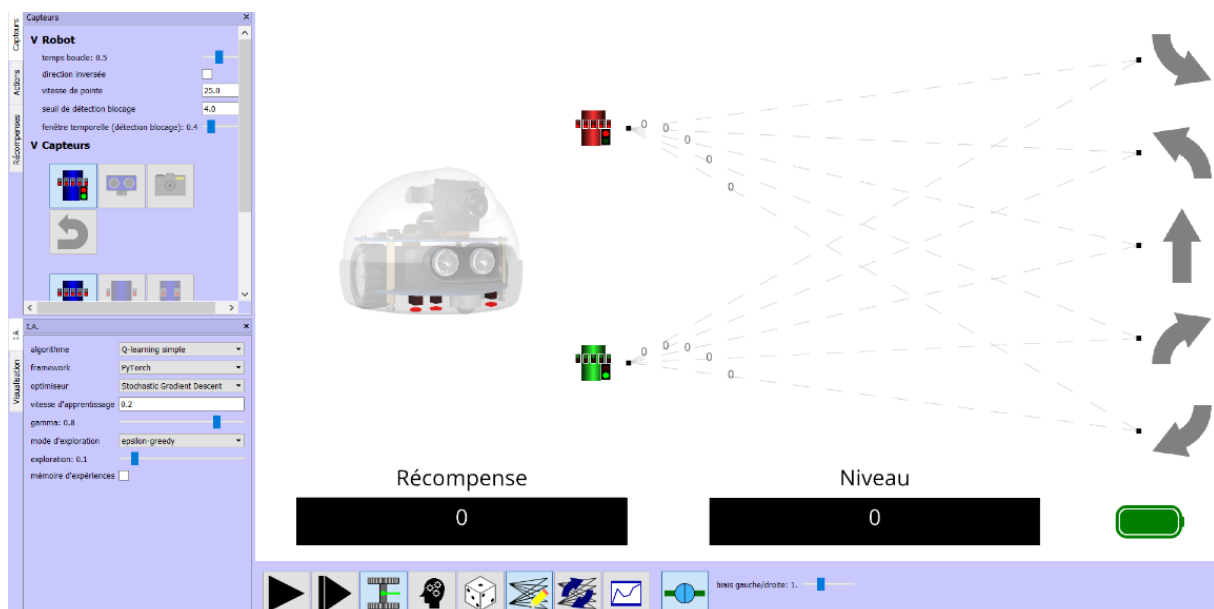 Capteurs
Capteurs
Actions
Récompenses
V Robot
temps boucle: 0.5
direction inversée
vitesse de pointe 25.0
seuil de détection blocage 4.0
fenêtre temporelle (détection blocage): 0.4
V Capteurs
I.A.
I.A.
Visualisation
algorithme Q-learning simple
framework PyTorch
optimiseur Stochastic Gradient Descent
vitesse d'apprentissage 0.2
gamma: 0.8
mode d'exploration epsilon-greedy
exploration: 0.1
mémoire d'expériences
0
0
0
0
0
0
0
0
0
0
Récompense
0
Niveau
0
biais gauche/droite: 1.